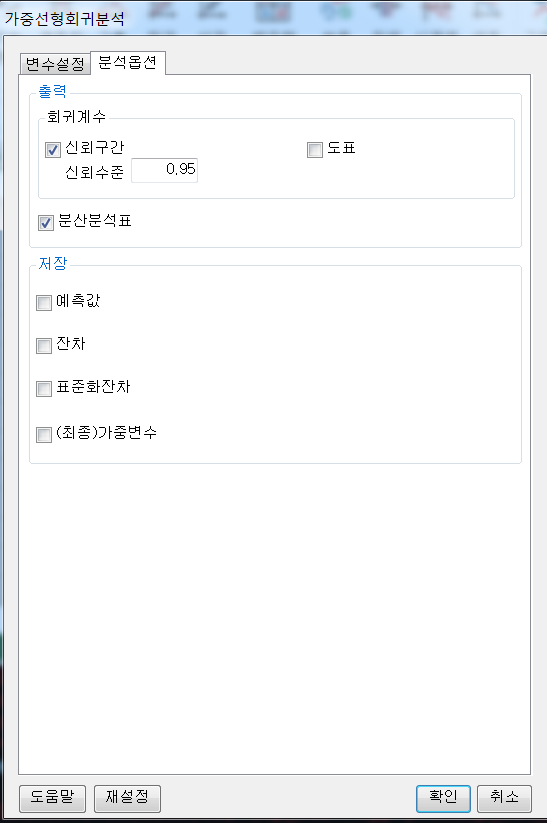 가중선형회귀분석
변수설정 분석옵션
출력
회귀계수
신뢰구간 도표
신뢰수준 0.95
분산분석표
저장
예측값
잔차
표준화잔차
(최종)가중변수
도움말 재설정 확인 취소